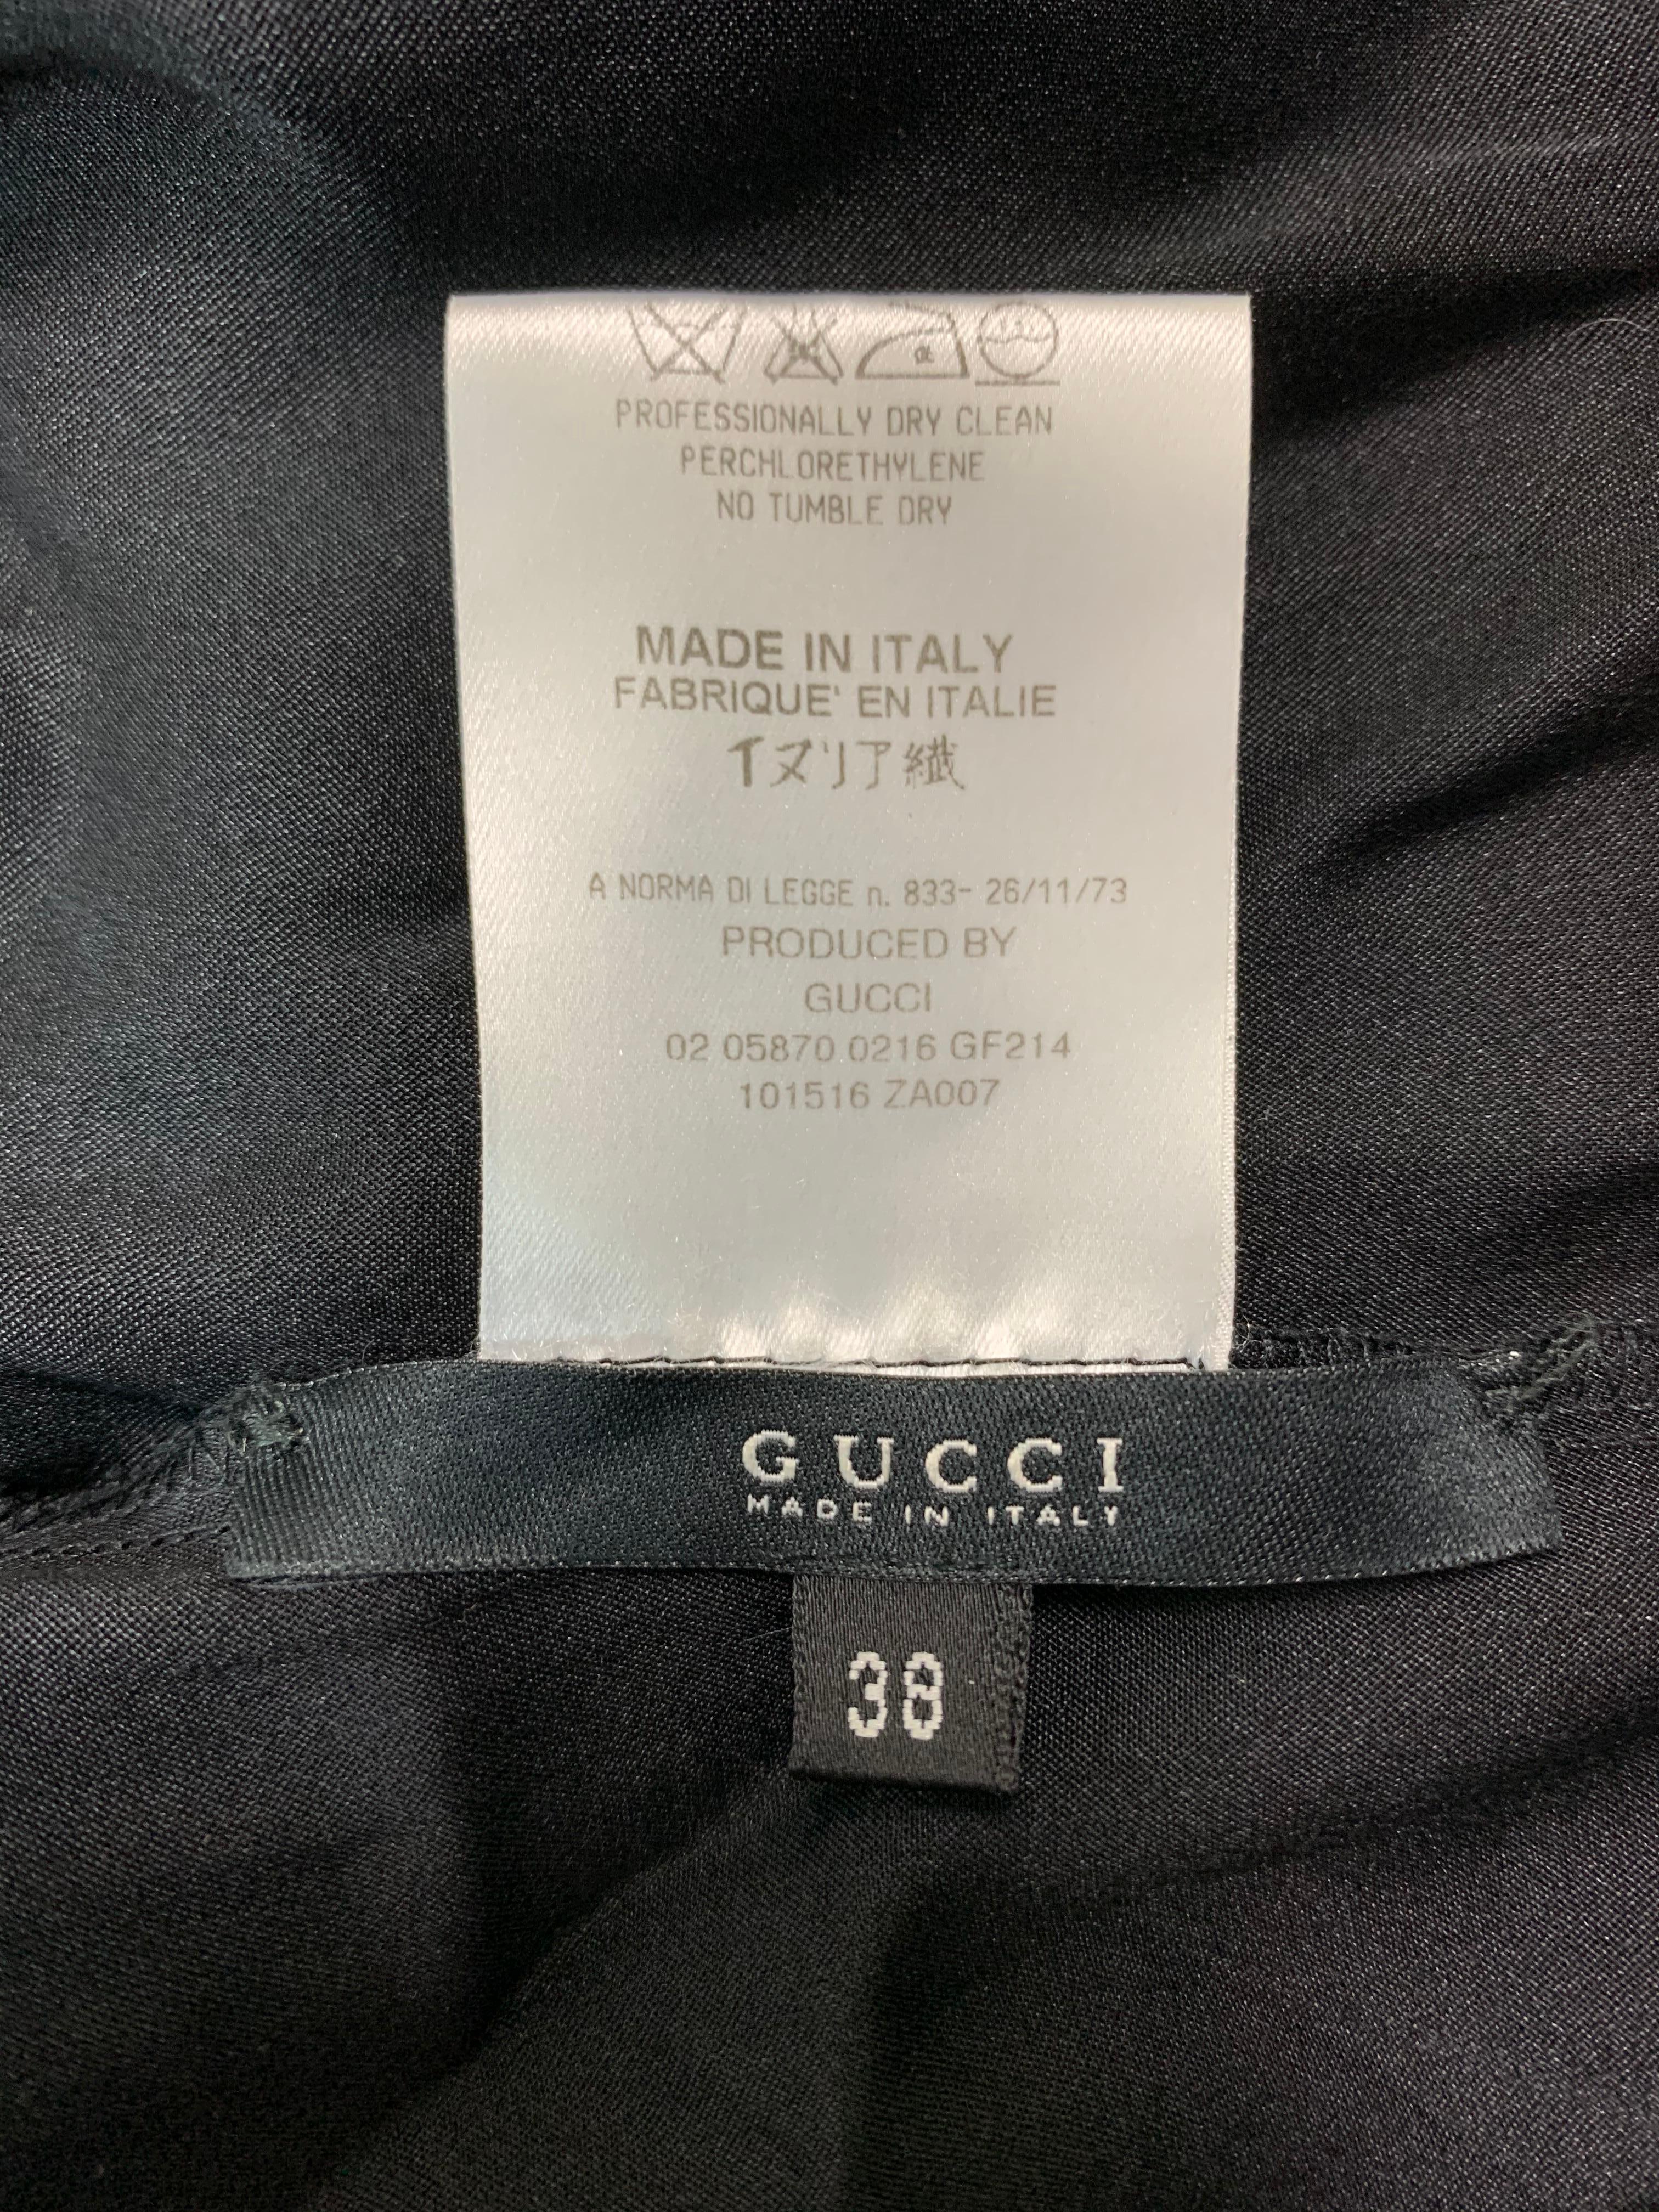 PROFESSIONALLY DRY CLEAN
PERCHLORETHYLENE
NO TUMBLE DRY
MADE IN ITALY
FABRIQUE' EN ITALIE
イヌリア繊
A NORMA DI LEGGE n. 833- 26/11/73
PRODUCED BY
GUCCI
02 05870 0216 GF214
101516 ZA007
GUCCI
MADE IN ITALY
38